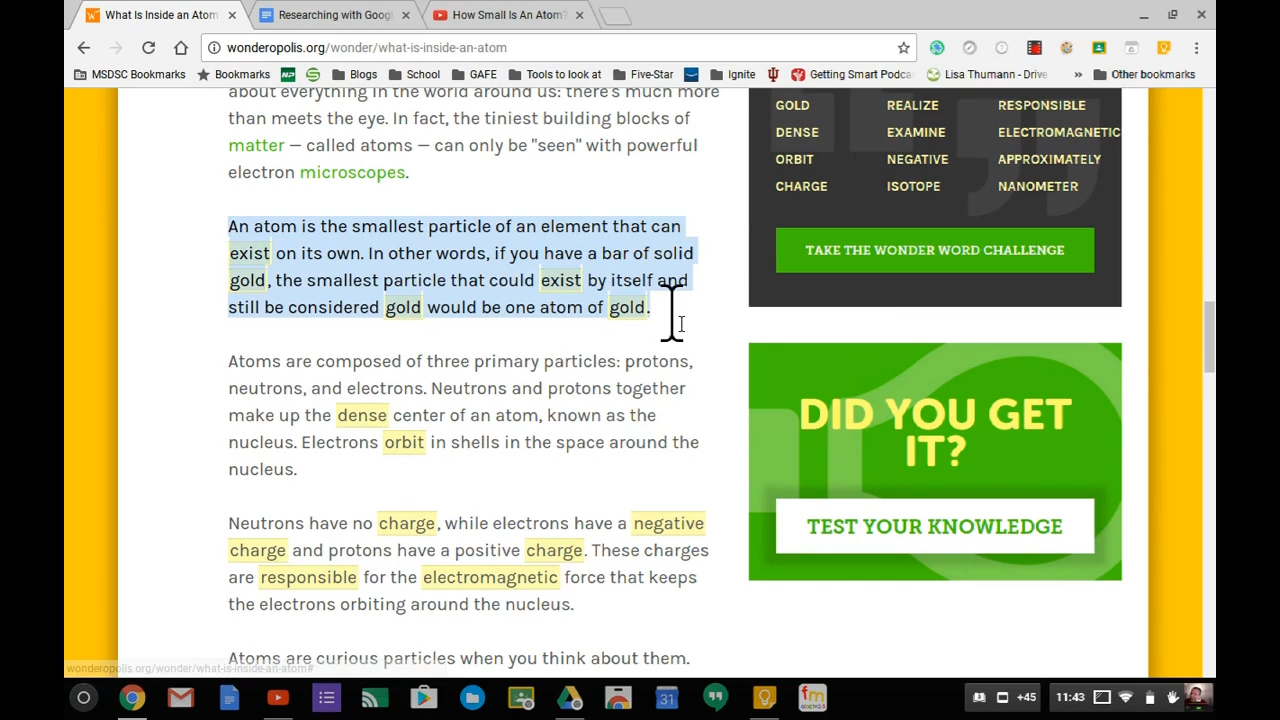 What Is Inside an Atom
Researching with Googl
How Small Is An Atom?
wonderopolis.org/wonder/what-is-inside-an-atom
MSDSC Bookmarks
Bookmarks
NP
Blogs
School
GAFE
Tools to look at
Five-Star
Ignite
Getting Smart Podca
Lisa Thumann - Drive
»
Other bookmarks
about everything in the world around us: there's much more
than meets the eye. In fact, the tiniest building blocks of
matter — called atoms — can only be "seen" with powerful
electron microscopes.
An atom is the smallest particle of an element that can
exist on its own. In other words, if you have a bar of solid
gold, the smallest particle that could exist by itself and
still be considered gold would be one atom of gold.
Atoms are composed of three primary particles: protons,
neutrons, and electrons. Neutrons and protons together
make up the dense center of an atom, known as the
nucleus. Electrons orbit in shells in the space around the
nucleus.
Neutrons have no charge, while electrons have a negative
charge and protons have a positive charge. These charges
are responsible for the electromagnetic force that keeps
the electrons orbiting around the nucleus.
Atoms are curious particles when you think about them.
GOLD REALIZE RESPONSIBLE
DENSE EXAMINE ELECTROMAGNETIC
ORBIT NEGATIVE APPROXIMATELY
CHARGE ISOTOPE NANOMETER
TAKE THE WONDER WORD CHALLENGE
DID YOU GET
IT?
TEST YOUR KNOWLEDGE
wonderopolis.org/wonder/what-is-inside-an-atom#
31
fm
+45
11:43